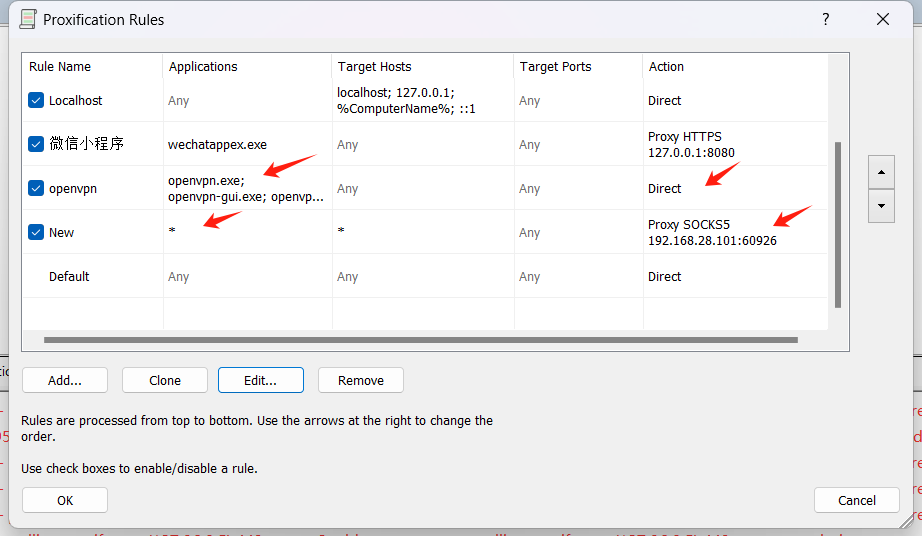 Proxification Rules
?
Rule Name Applications Target Hosts Target Ports Action
Localhost Any localhost; 127.0.0.1; Any Direct
%ComputerName%; ::1
微信小程序 wechatappex.exe Any Any Proxy HTTPS
127.0.0.1:8080
openvpn openvpn.exe; Any Any Direct
openvpn-gui.exe; openvp...
New * * Any Proxy SOCKS5
192.168.28.101:60926
Default Any Any Any Direct
Add... Clone Edit... Remove
Rules are processed from top to bottom. Use the arrows at the right to change the
order.
Use check boxes to enable/disable a rule.
OK Cancel